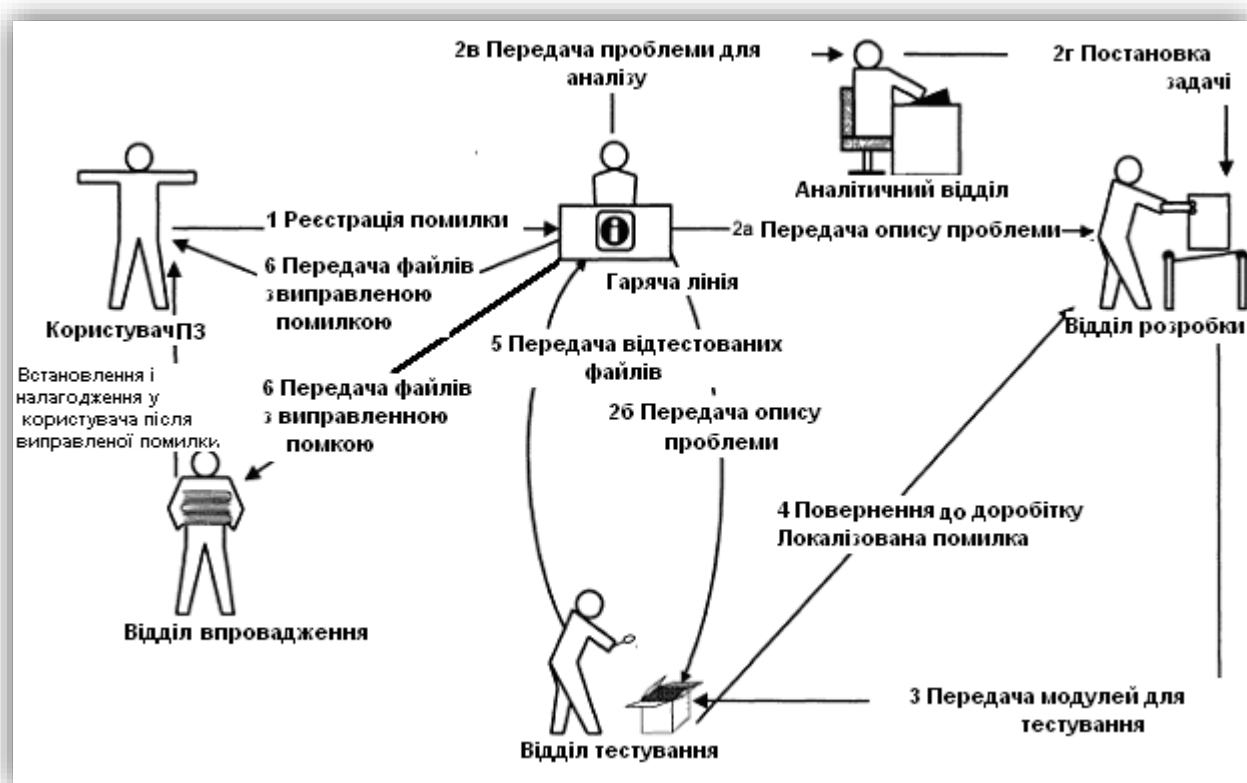 2в Передача проблеми для
аналізу
2г Постановка
задачі
Аналітичний відділ
1 Реєстрація помилки
2а Передача опису проблеми
6 Передача файлів
з виправленою
помилкою
Гаряча лінія
Користувач ПЗ
Відділ розробки
5 Передача відтестованих
файлів
Встановлення і
налагодження у
користувача після
виправленої помилки.
6 Передача файлів
з виправленною
помкою
2б Передача опису
проблеми
4 Повернення до доробітку
Локалізована помилка
Відділ впровадження
3 Передача модулей для
тестування
Відділ тестування